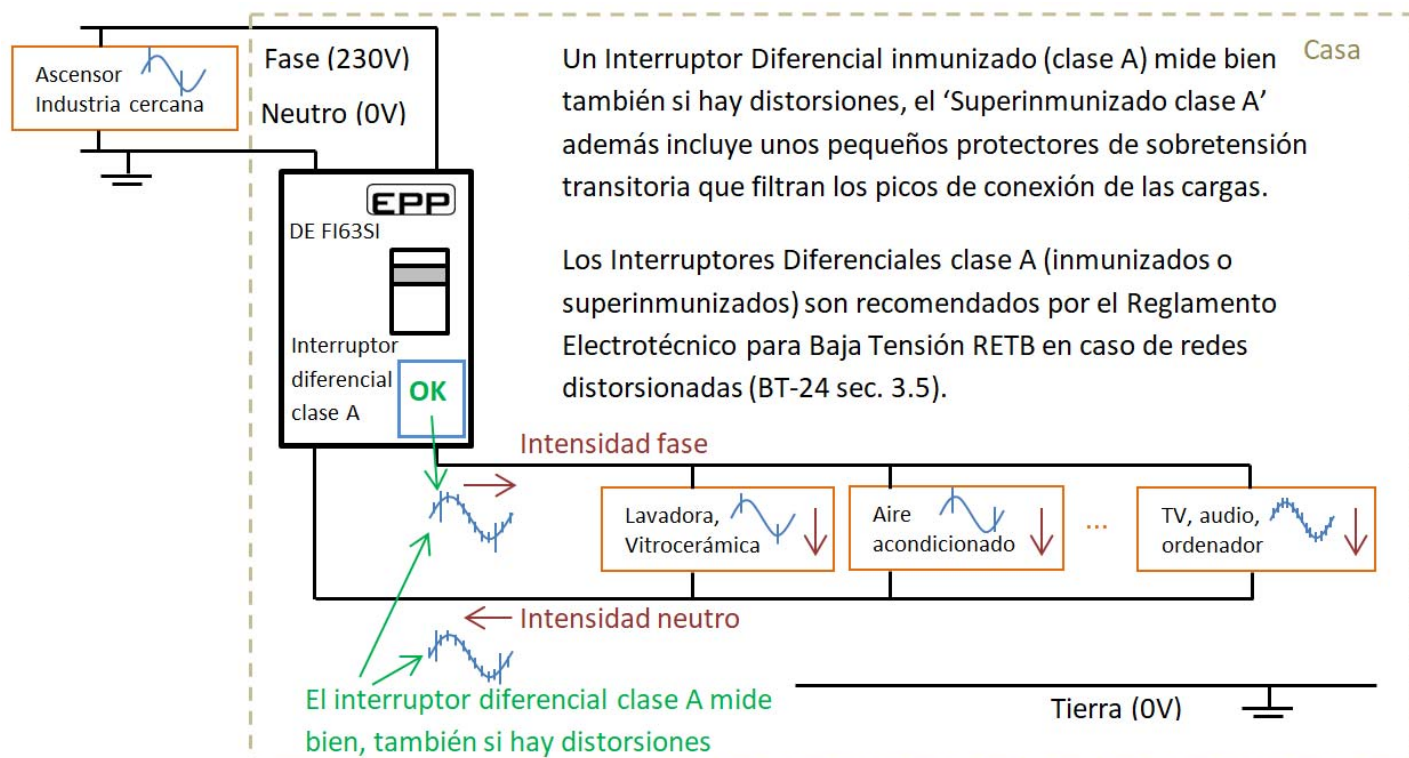 Casa
Ascensor
Industria cercana
Fase (230V)
Neutro (0V)
Un Interruptor Diferencial inmunizado (clase A) mide bien
también si hay distorsiones, el ‘Superinmunizado clase A’
además incluye unos pequeños protectores de sobretensión
transitoria que filtran los picos de conexión de las cargas.
Los Interruptores Diferenciales clase A (inmunizados o
superinmunizados) son recomendados por el Reglamento
Electrotécnico para Baja Tensión RETB en caso de redes
distorsionadas (BT-24 sec. 3.5).
EPP
DE FI63SI
Interruptor
diferencial
clase A
OK
Intensidad fase
Lavadora,
Vitrocerámica
Aire
acondicionado
...
TV, audio,
ordenador
Intensidad neutro
El interruptor diferencial clase A mide
bien, también si hay distorsiones
Tierra (0V)